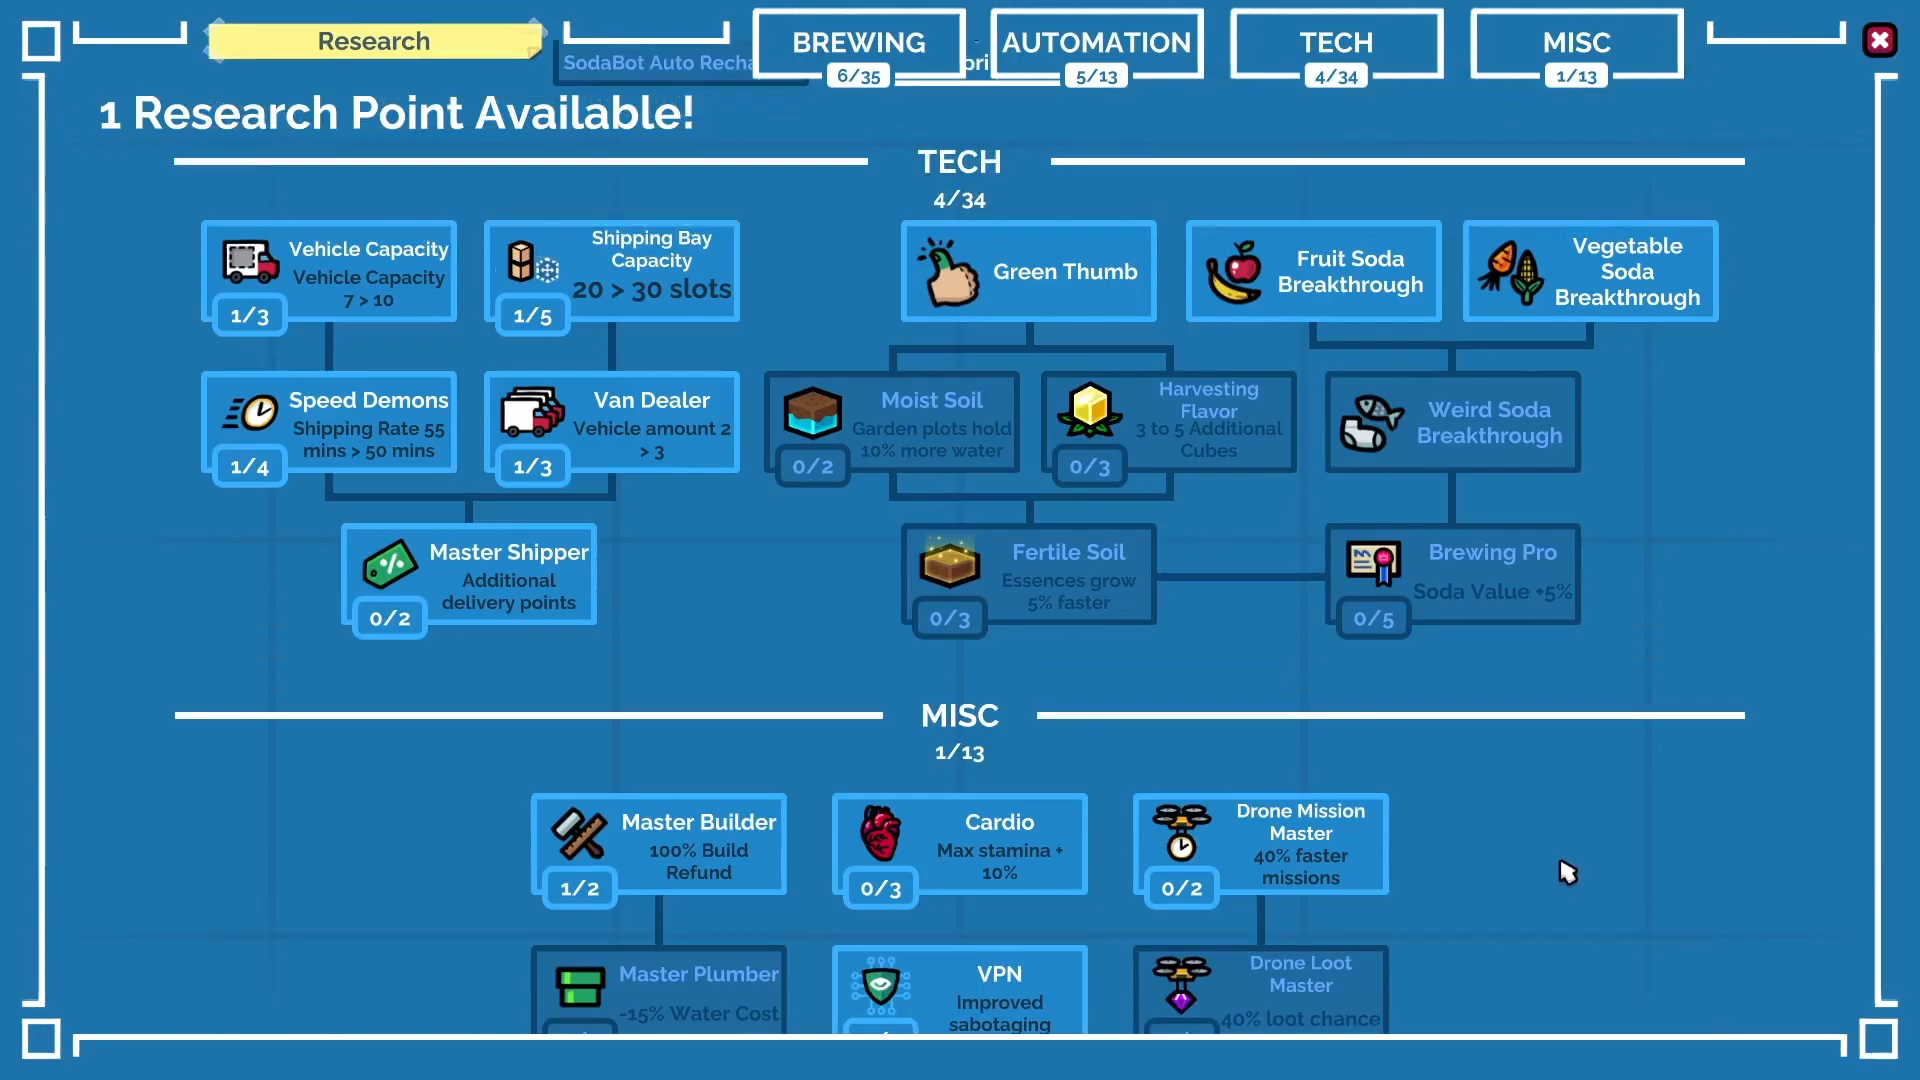 Research
SodaBot Auto Recha
ori
BREWING
6/35
AUTOMATION
5/13
TECH
4/34
MISC
1/13
1 Research Point Available!
TECH
4/34
Vehicle Capacity
Vehicle Capacity
7 > 10
1/3
Shipping Bay
Capacity
20 > 30 slots
1/5
Green Thumb
Fruit Soda
Breakthrough
Vegetable
Soda
Breakthrough
Speed Demons
Shipping Rate 55
mins > 50 mins
1/4
Van Dealer
Vehicle amount 2
> 3
1/3
Moist Soil
Garden plots hold
10% more water
0/2
Harvesting
Flavor
3 to 5 Additional
Cubes
0/3
Weird Soda
Breakthrough
Master Shipper
Additional
delivery points
0/2
Fertile Soil
Essences grow
5% faster
0/3
Brewing Pro
Soda Value +5%
0/5
MISC
1/13
Master Builder
100% Build
Refund
1/2
Cardio
Max stamina +
10%
0/3
Drone Mission
Master
40% faster
missions
0/2
Master Plumber
-15% Water Cost
VPN
Improved
sabotaging
Drone Loot
Master
40% loot chance